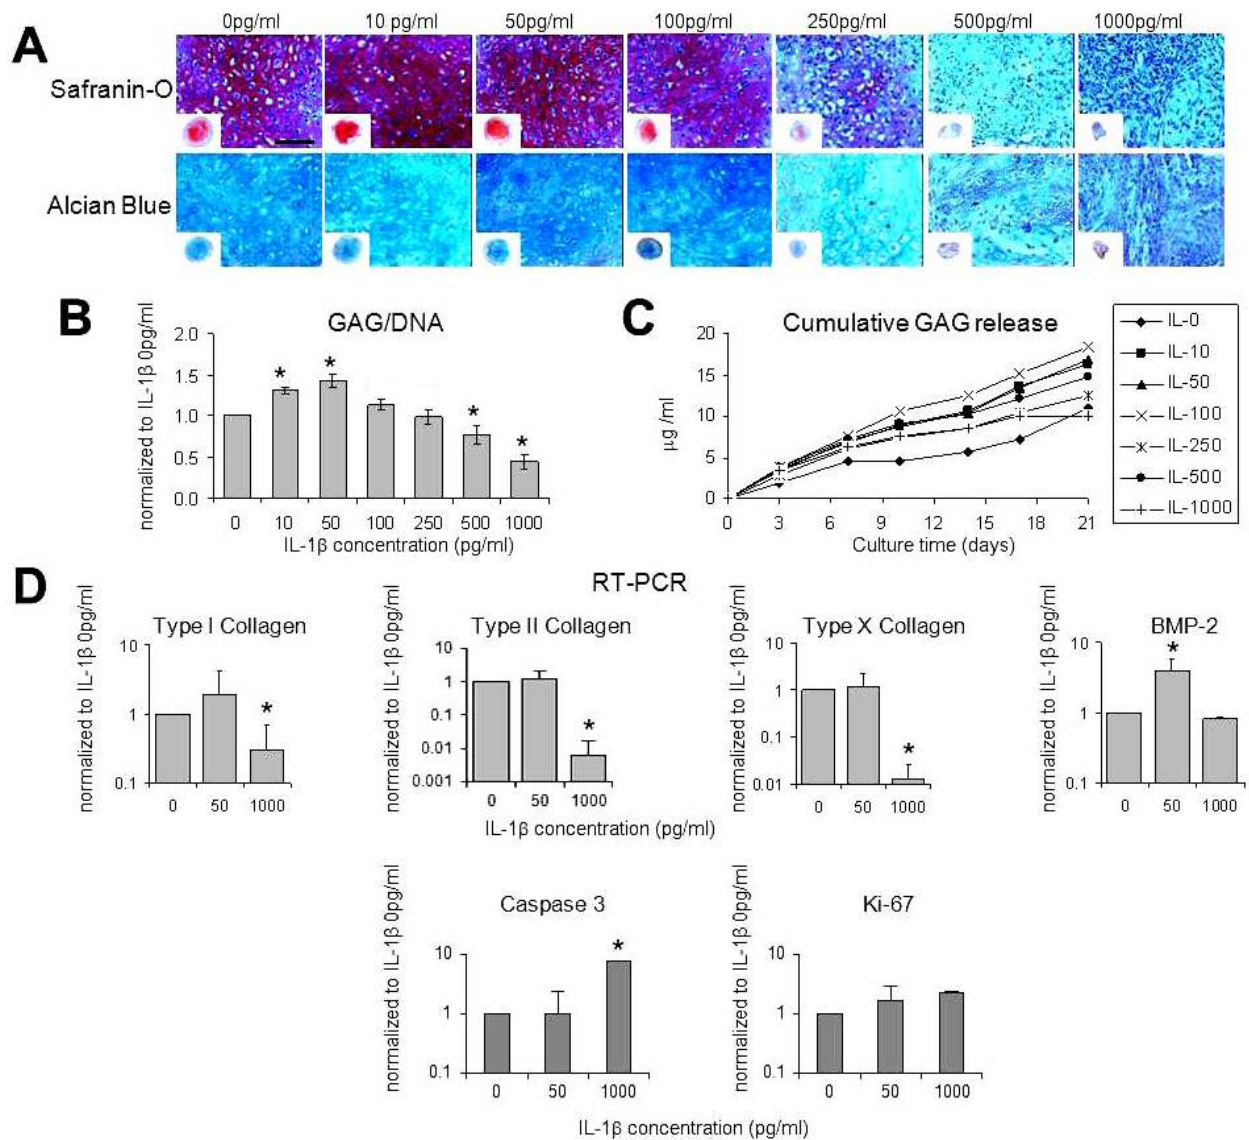 A
0pg/ml 10 pg/ml 50pg/ml 100pg/ml 250pg/ml 500pg/ml 1000pg/ml
Safranin-O
Alcian Blue
B
GAG/DNA
normalized to IL-1β 0pg/ml
2.0
1.5
1.0
0.5
0.0
* * * *
0 10 50 100 250 500 1000
IL-1β concentration (pg/ml)
C
Cumulative GAG release
µg /ml
20
15
10
5
0
0 3 6 9 12 15 18 21
Culture time (days)
IL-0
IL-10
IL-50
IL-100
IL-250
IL-500
IL-1000
D
RT-PCR
Type I Collagen
normalized to IL-1β 0pg/ml
10
1
0.1
*
0 50 1000
Type II Collagen
normalized to IL-1β 0pg/ml
10
1
0.1
0.01
0.001
*
0 50 1000
IL-1β concentration (pg/ml)
Type X Collagen
normalized to IL-1β 0pg/ml
10
1
0.1
0.01
*
0 50 1000
BMP-2
normalized to IL-1β 0pg/ml
10
1
0.1
*
0 50 1000
Caspase 3
normalized to IL-1β 0pg/ml
10
1
0.1
*
0 50 1000
Ki-67
normalized to IL-1β 0pg/ml
10
1
0.1
0 50 1000
IL-1β concentration (pg/ml)